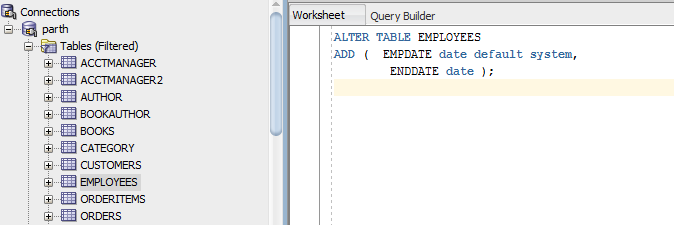 Connections
parth
Tables (Filtered)
ACCTMANAGER
ACCTMANAGER2
AUTHOR
BOOKAUTHOR
BOOKS
CATEGORY
CUSTOMERS
EMPLOYEES
ORDERITEMS
ORDERS
Worksheet Query Builder
ALTER TABLE EMPLOYEES
ADD ( EMPDATE date default system,
ENDDATE date );